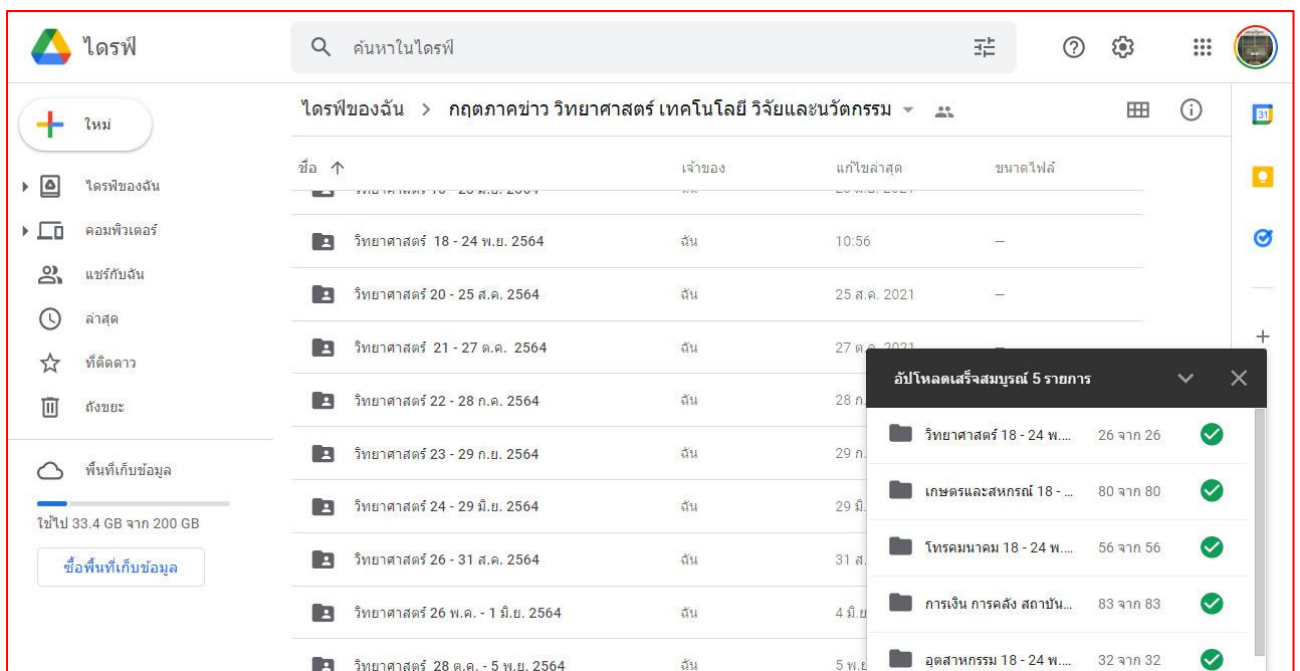 ไดรฟ์
ค้นหาในไดรฟ์
ใหม่
ไดรฟ์ของฉัน
คอมพิวเตอร์
แชร์กับฉัน
ล่าสุด
ที่ติดดาว
ถังขยะ
พื้นที่เก็บข้อมูล
ใช้ไป 33.4 GB จาก 200 GB
ซื้อพื้นที่เก็บข้อมูล
ไดรฟ์ของฉัน > กฤตภาคข่าว วิทยาศาสตร์ เทคโนโลยี วิจัยและนวัตกรรม
ชื่อ เจ้าของ แก้ไขล่าสุด ขนาดไฟล์
วิทยาศาสตร์ 18 - 24 พ.ย. 2564 ฉัน 10:56 —
วิทยาศาสตร์ 20 - 25 ส.ค. 2564 ฉัน 25 ส.ค. 2021 —
วิทยาศาสตร์ 21 - 27 ต.ค. 2564 ฉัน 27 ต.ค. 2021 —
วิทยาศาสตร์ 22 - 28 ก.ค. 2564 ฉัน 28 ก.
วิทยาศาสตร์ 23 - 29 ก.ย. 2564 ฉัน 29 ก.
วิทยาศาสตร์ 24 - 29 มิ.ย. 2564 ฉัน 29 มิ.
วิทยาศาสตร์ 26 - 31 ส.ค. 2564 ฉัน 31 ส.
วิทยาศาสตร์ 26 พ.ค. - 1 มิ.ย. 2564 ฉัน 4 มิ.ย
วิทยาศาสตร์ 28 ต.ค. - 5 พ.ย. 2564 ฉัน 5 พ.ย
อัปโหลดเสร็จสมบูรณ์ 5 รายการ
วิทยาศาสตร์ 18 - 24 พ.... 26 จาก 26
เกษตรและสหกรณ์ 18 - ... 80 จาก 80
โทรคมนาคม 18 - 24 พ.... 56 จาก 56
การเงิน การคลัง สถาบัน... 83 จาก 83
อุตสาหกรรม 18 - 24 พ.... 32 จาก 32
31